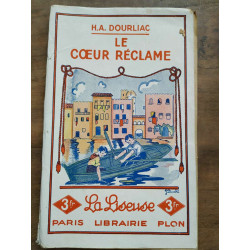 H.A. DOURLIAC
LE
CŒUR RÉCLAME
3fr La Liseuse 3fr
PARIS LIBRAIRIE PLON